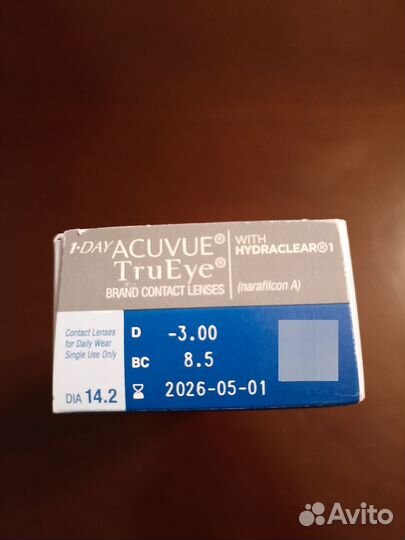 1·DAY ACUVUE® WITH
TruEye® HYDRACLEAR®1
BRAND CONTACT LENSES (narafilcon A)
Contact Lenses
for Daily Wear
Single Use Only
DIA 14.2
D -3.00
BC 8.5
2026-05-01
Avito